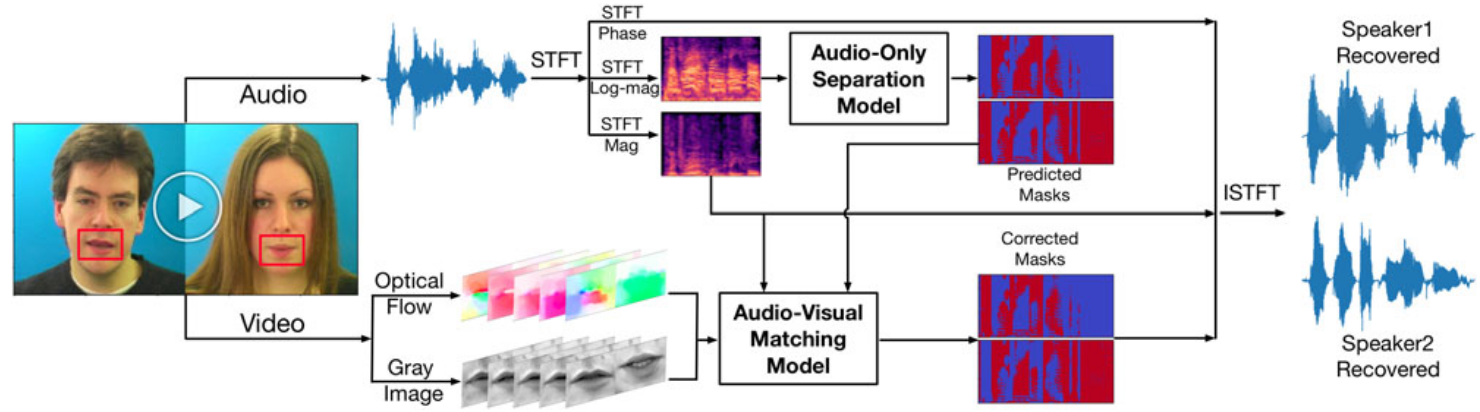 Audio
STFT
STFT
Phase
STFT
Log-mag
STFT
Mag
Audio-Only
Separation
Model
Predicted
Masks
Speaker1
Recovered
ISTFT
Video
Optical
Flow
Gray
Image
Audio-Visual
Matching
Model
Corrected
Masks
Speaker2
Recovered